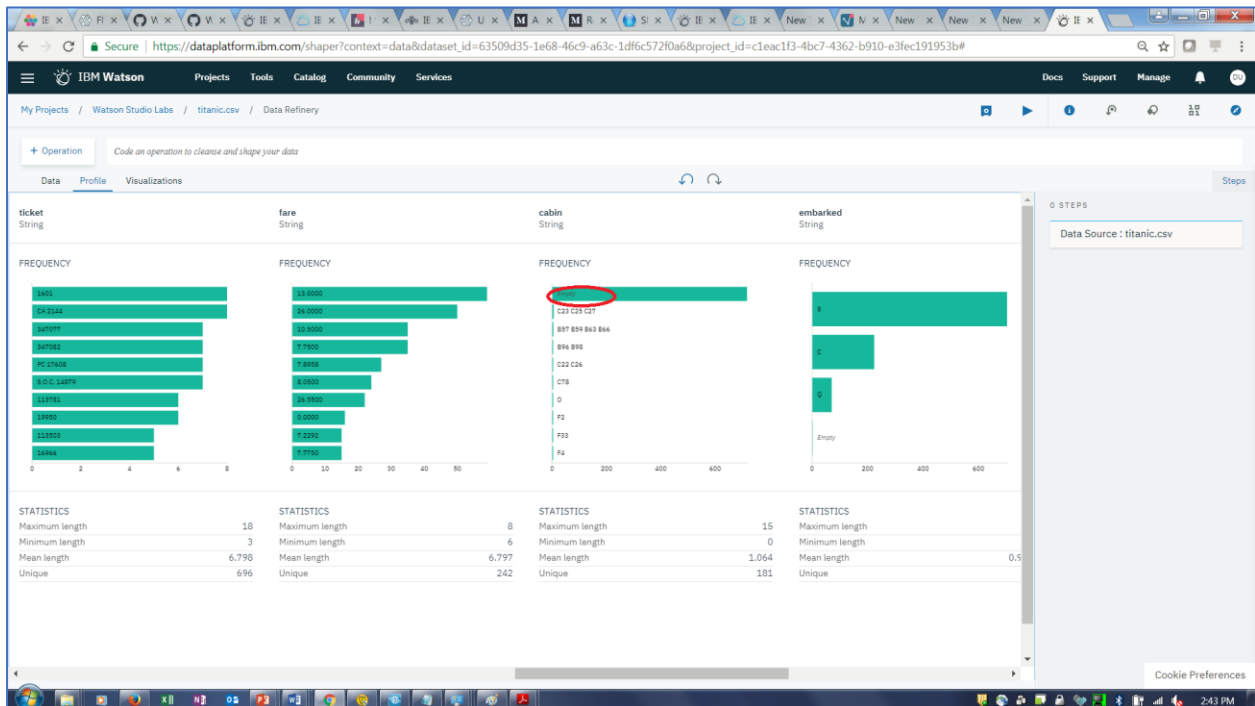 Secure | https://dataplatform.ibm.com/shaper?context=data&dataset_id=63509d35-1e68-46c9-a63c-1df6c572f0a6&project_id=c1eac1f3-4bc7-4362-b910-e3fec191953b#
IBM Watson Projects Tools Catalog Community Services Docs Support Manage DU
My Projects / Watson Studio Labs / titanic.csv / Data Refinery
+ Operation Code an operation to cleanse and shape your data
Data Profile Visualizations Steps
ticket fare cabin embarked 0 STEPS
String String String String
Data Source : titanic.csv
FREQUENCY FREQUENCY FREQUENCY FREQUENCY
1601 13.0000 Empty S
CA 2144 26.0000 C23 C25 C27
347077 10.5000 B57 B59 B63 B66
347082 7.7500 B96 B98 C
PC 17608 7.8958 C22 C26
S.O.C. 14879 8.0500 C78
113781 26.5500 D Q
19950 0.0000 F2
113503 7.2292 F33 Empty
16966 7.7750 F4
0 2 4 6 8 0 10 20 30 40 50 0 200 400 600 0 200 400 600
STATISTICS STATISTICS STATISTICS STATISTICS
Maximum length 18 Maximum length 8 Maximum length 15 Maximum length
Minimum length 3 Minimum length 6 Minimum length 0 Minimum length
Mean length 6.798 Mean length 6.797 Mean length 1.064 Mean length 0.9
Unique 696 Unique 242 Unique 181 Unique
Cookie Preferences
2:43 PM